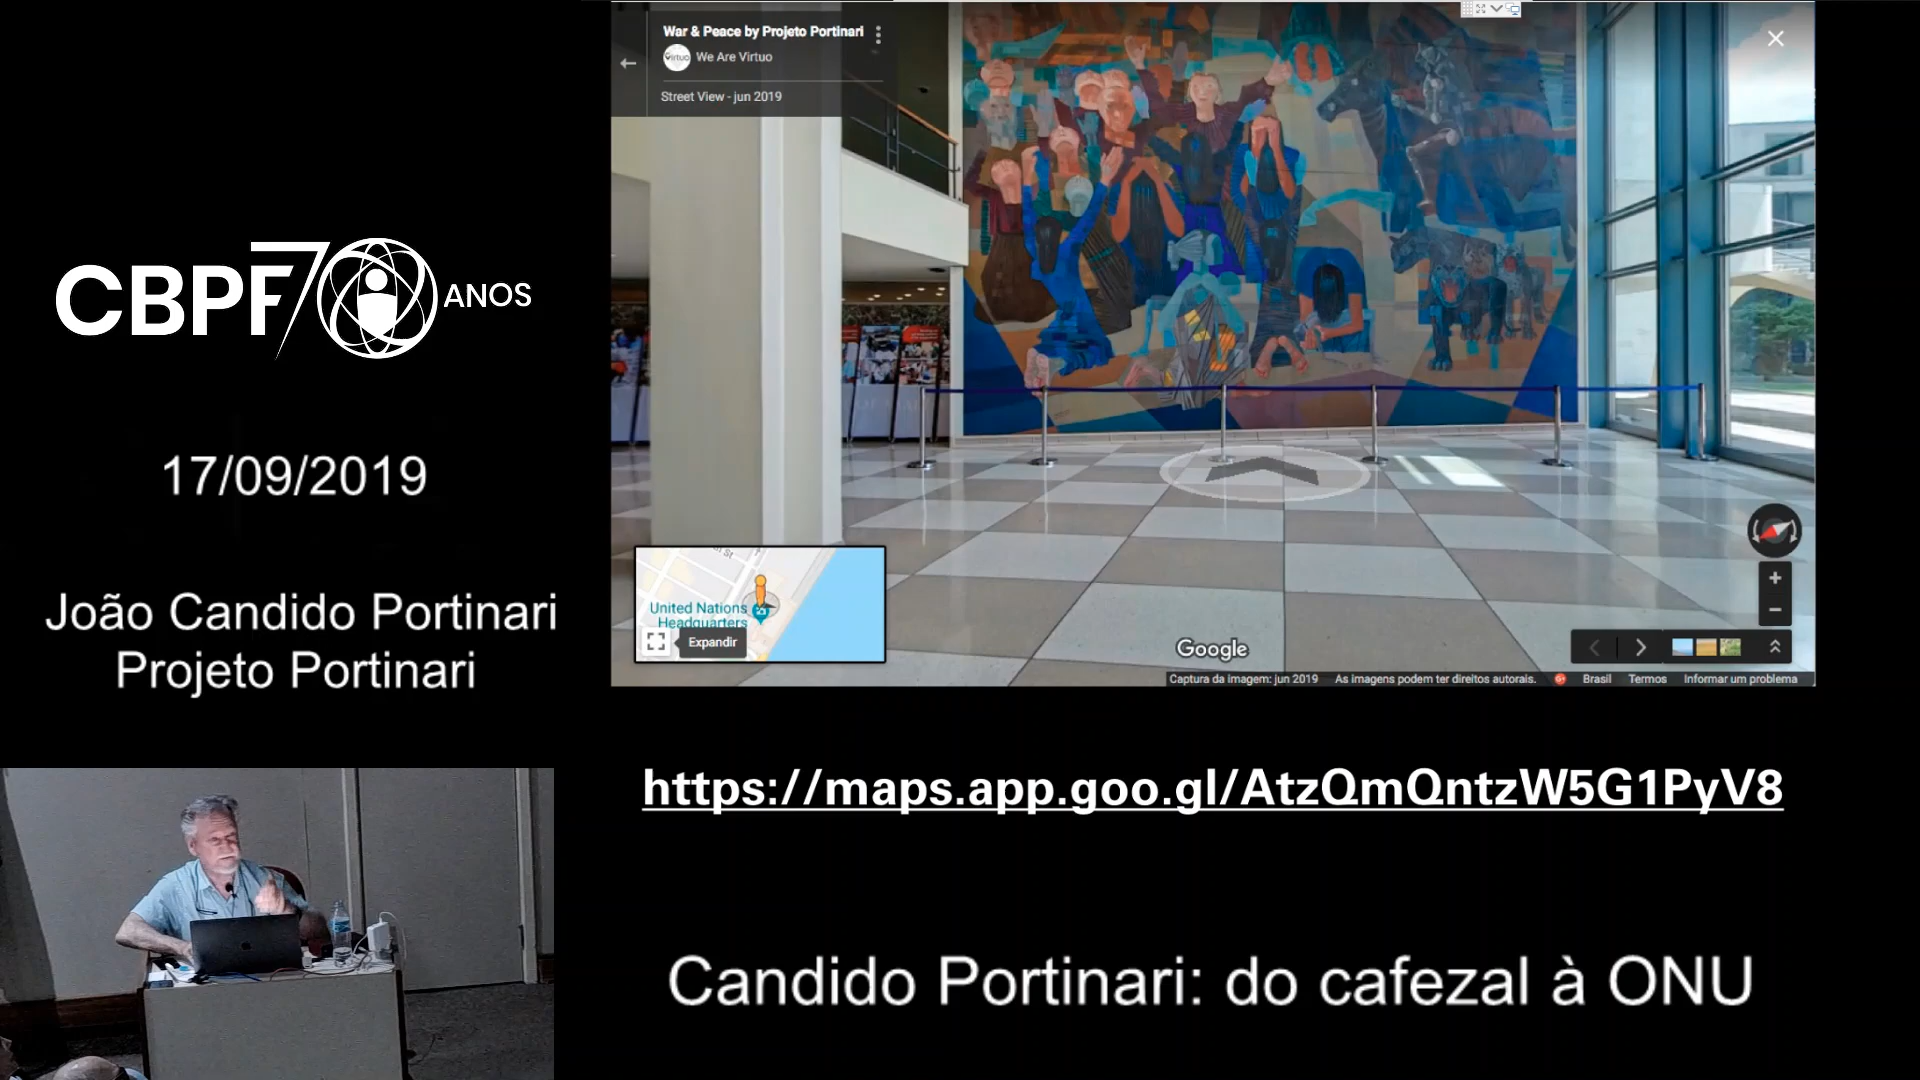 CBPF70ANOS
17/09/2019
João Candido Portinari
Projeto Portinari
War & Peace by Projeto Portinari
Virtuo
We Are Virtuo
Street View - jun 2019
United Nations
Headquarters
Expandir
Google
Captura da imagem: jun 2019 As imagens podem ter direitos autorais. Brasil Termos Informar um problema
https://maps.app.goo.gl/AtzQmQntzW5G1PyV8
Candido Portinari: do cafezal à ONU